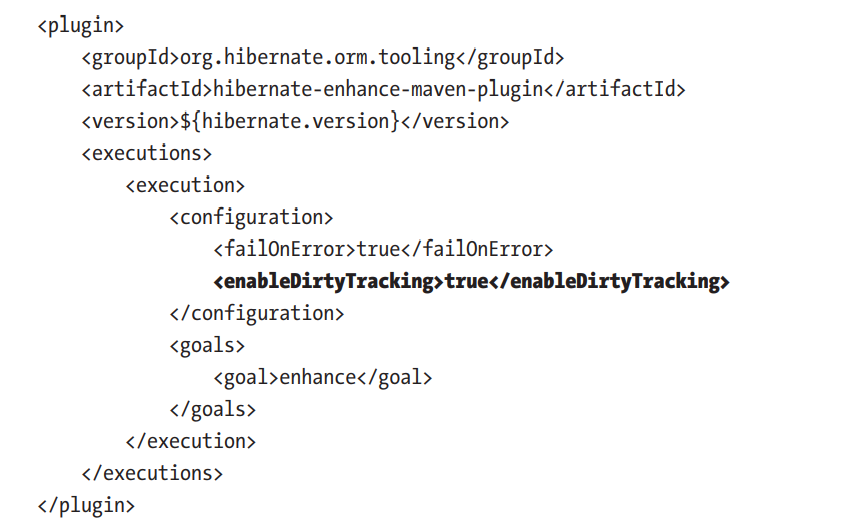 <plugin>
<groupId>org.hibernate.orm.tooling</groupId>
<artifactId>hibernate-enhance-maven-plugin</artifactId>
<version>${hibernate.version}</version>
<executions>
<execution>
<configuration>
<failOnError>true</failOnError>
<enableDirtyTracking>true</enableDirtyTracking>
</configuration>
<goals>
<goal>enhance</goal>
</goals>
</execution>
</executions>
</plugin>